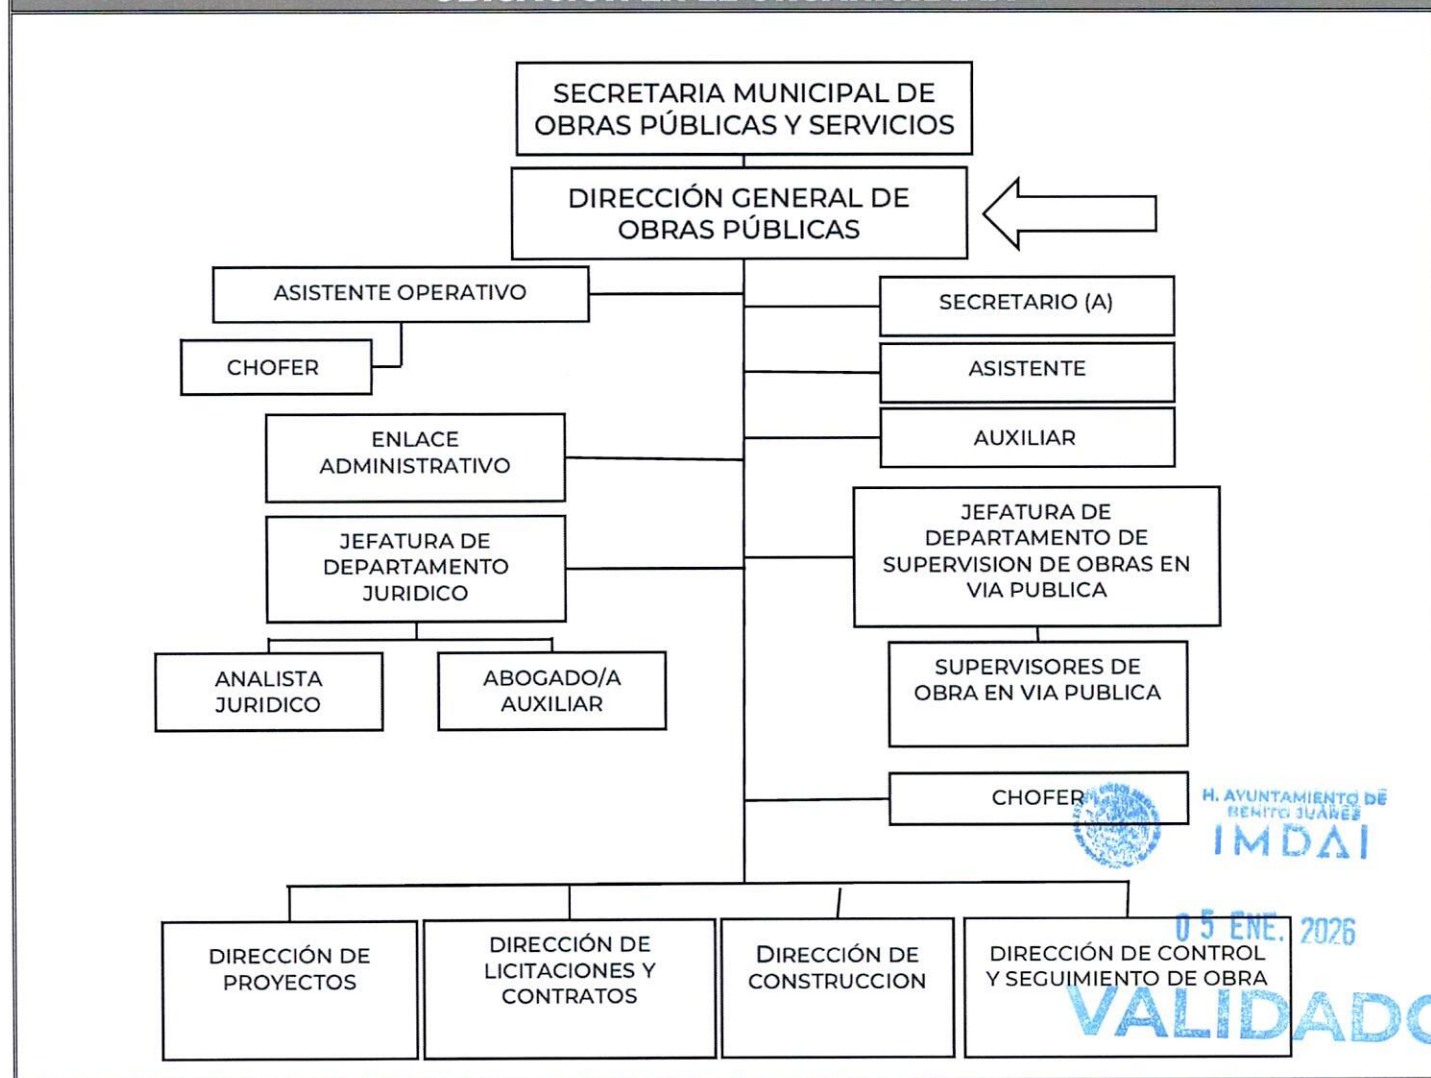 SECRETARIA MUNICIPAL DE
OBRAS PÚBLICAS Y SERVICIOS
DIRECCIÓN GENERAL DE
OBRAS PÚBLICAS
ASISTENTE OPERATIVO
SECRETARIO (A)
CHOFER
ASISTENTE
AUXILIAR
ENLACE
ADMINISTRATIVO
JEFATURA DE
DEPARTAMENTO
JURIDICO
JEFATURA DE
DEPARTAMENTO DE
SUPERVISION DE OBRAS EN
VIA PUBLICA
ANALISTA
JURIDICO
ABOGADO/A
AUXILIAR
SUPERVISORES DE
OBRA EN VIA PUBLICA
CHOFER
H. AYUNTAMIENTO DE
BENITO JUÁREZ
IMDAI
DIRECCIÓN DE
PROYECTOS
DIRECCIÓN DE
LICITACIONES Y
CONTRATOS
DIRECCIÓN DE
CONSTRUCCION
DIRECCIÓN DE CONTROL
Y SEGUIMIENTO DE OBRA
05 ENE. 2026
VALIDADO